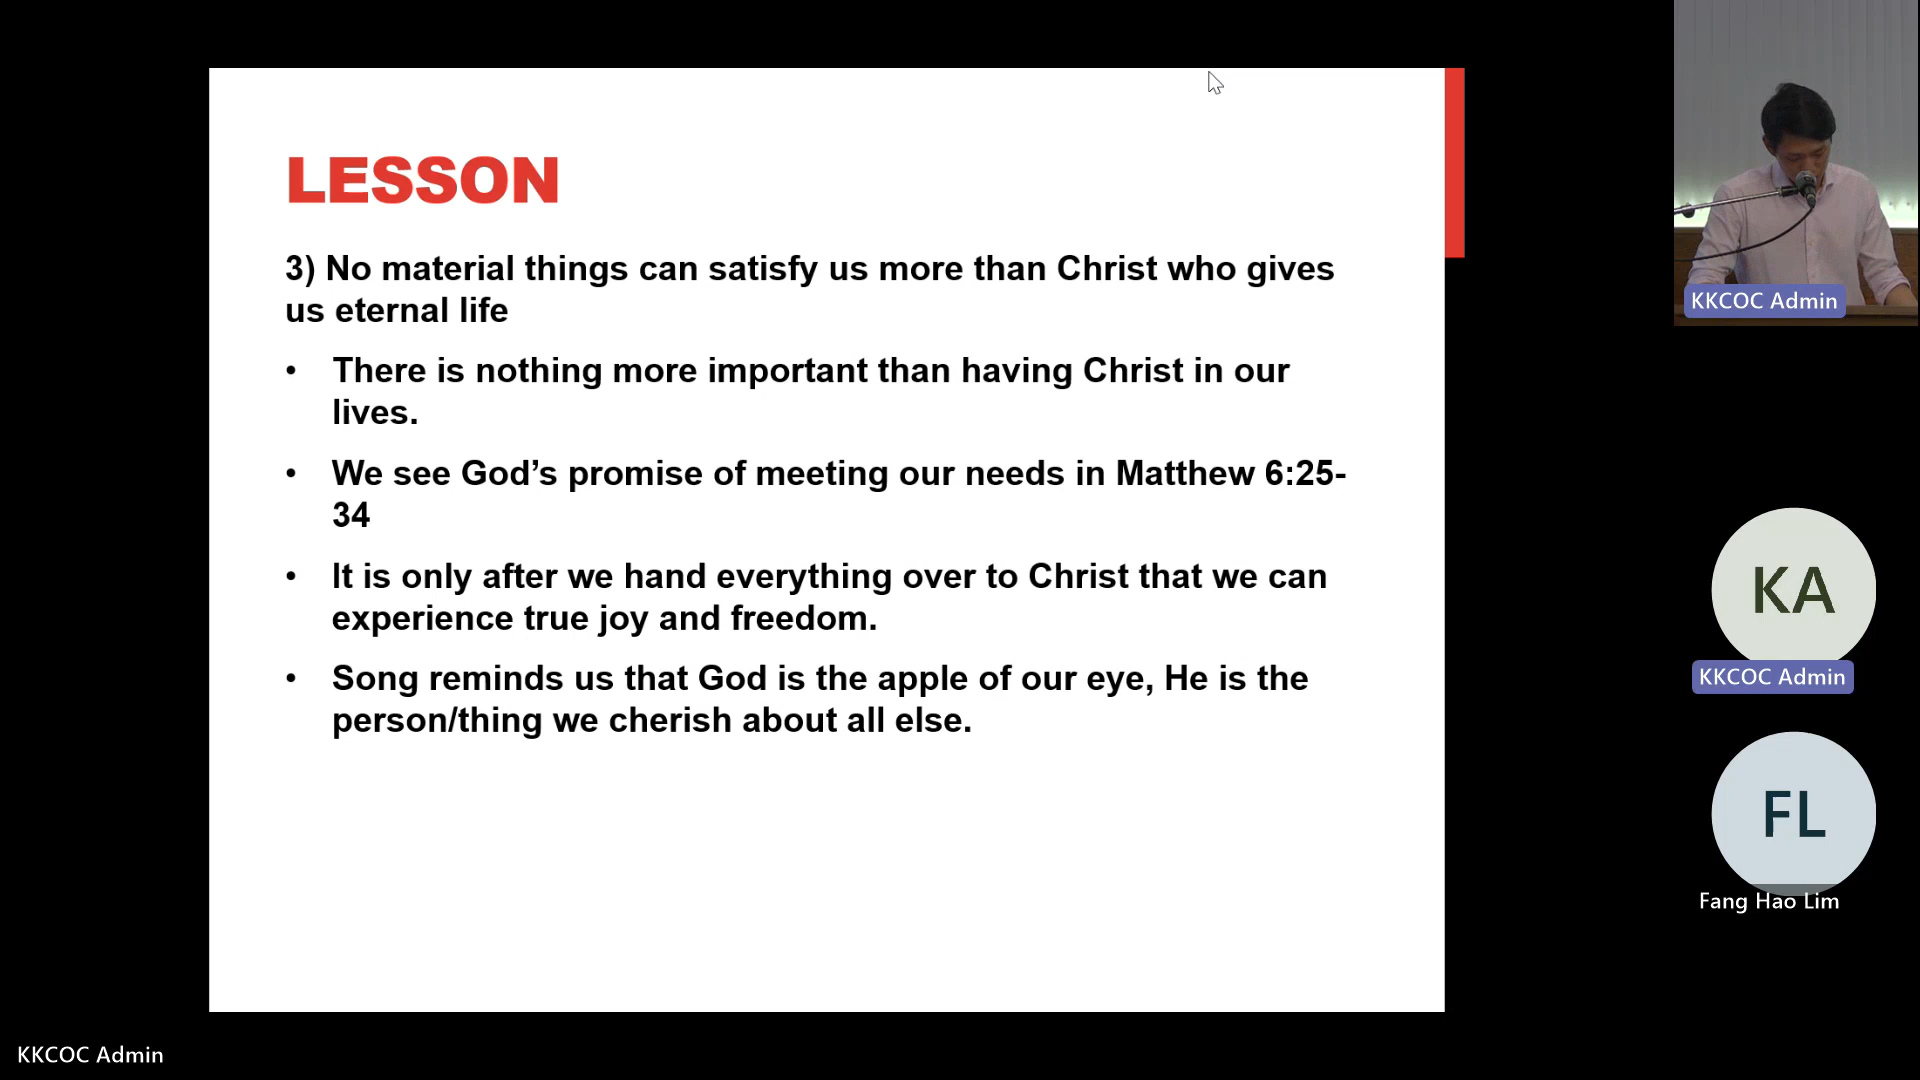 LESSON
3) No material things can satisfy us more than Christ who gives
us eternal life
• There is nothing more important than having Christ in our
lives.
• We see God’s promise of meeting our needs in Matthew 6:25-
34
• It is only after we hand everything over to Christ that we can
experience true joy and freedom.
• Song reminds us that God is the apple of our eye, He is the
person/thing we cherish about all else.
KKCOC Admin
KA
KKCOC Admin
FL
Fang Hao Lim
KKCOC Admin